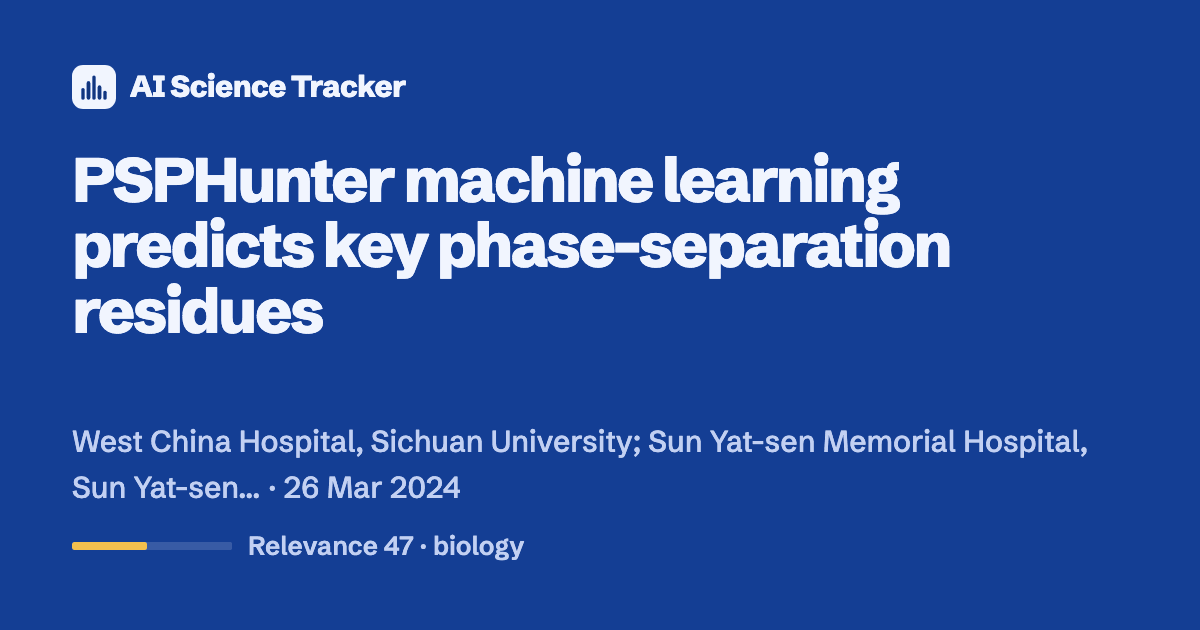 AI Science Tracker
PSPHunter machine learning
predicts key phase-separation
residues
West China Hospital, Sichuan University; Sun Yat-sen Memorial Hospital,
Sun Yat-sen... · 26 Mar 2024
Relevance 47 · biology